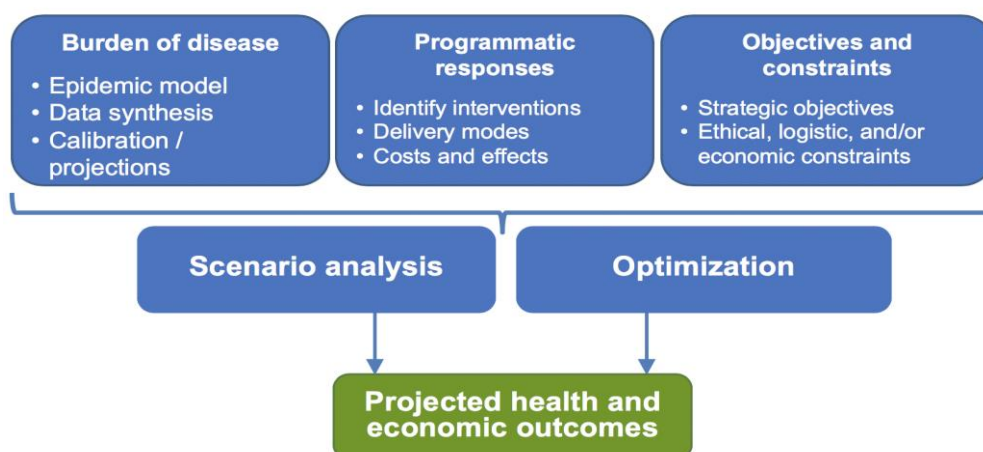 Burden of disease
• Epidemic model
• Data synthesis
• Calibration /
projections
Programmatic
responses
• Identify interventions
• Delivery modes
• Costs and effects
Objectives and
constraints
• Strategic objectives
• Ethical, logistic, and/or
economic constraints
Scenario analysis
Optimization
Projected health and
economic outcomes